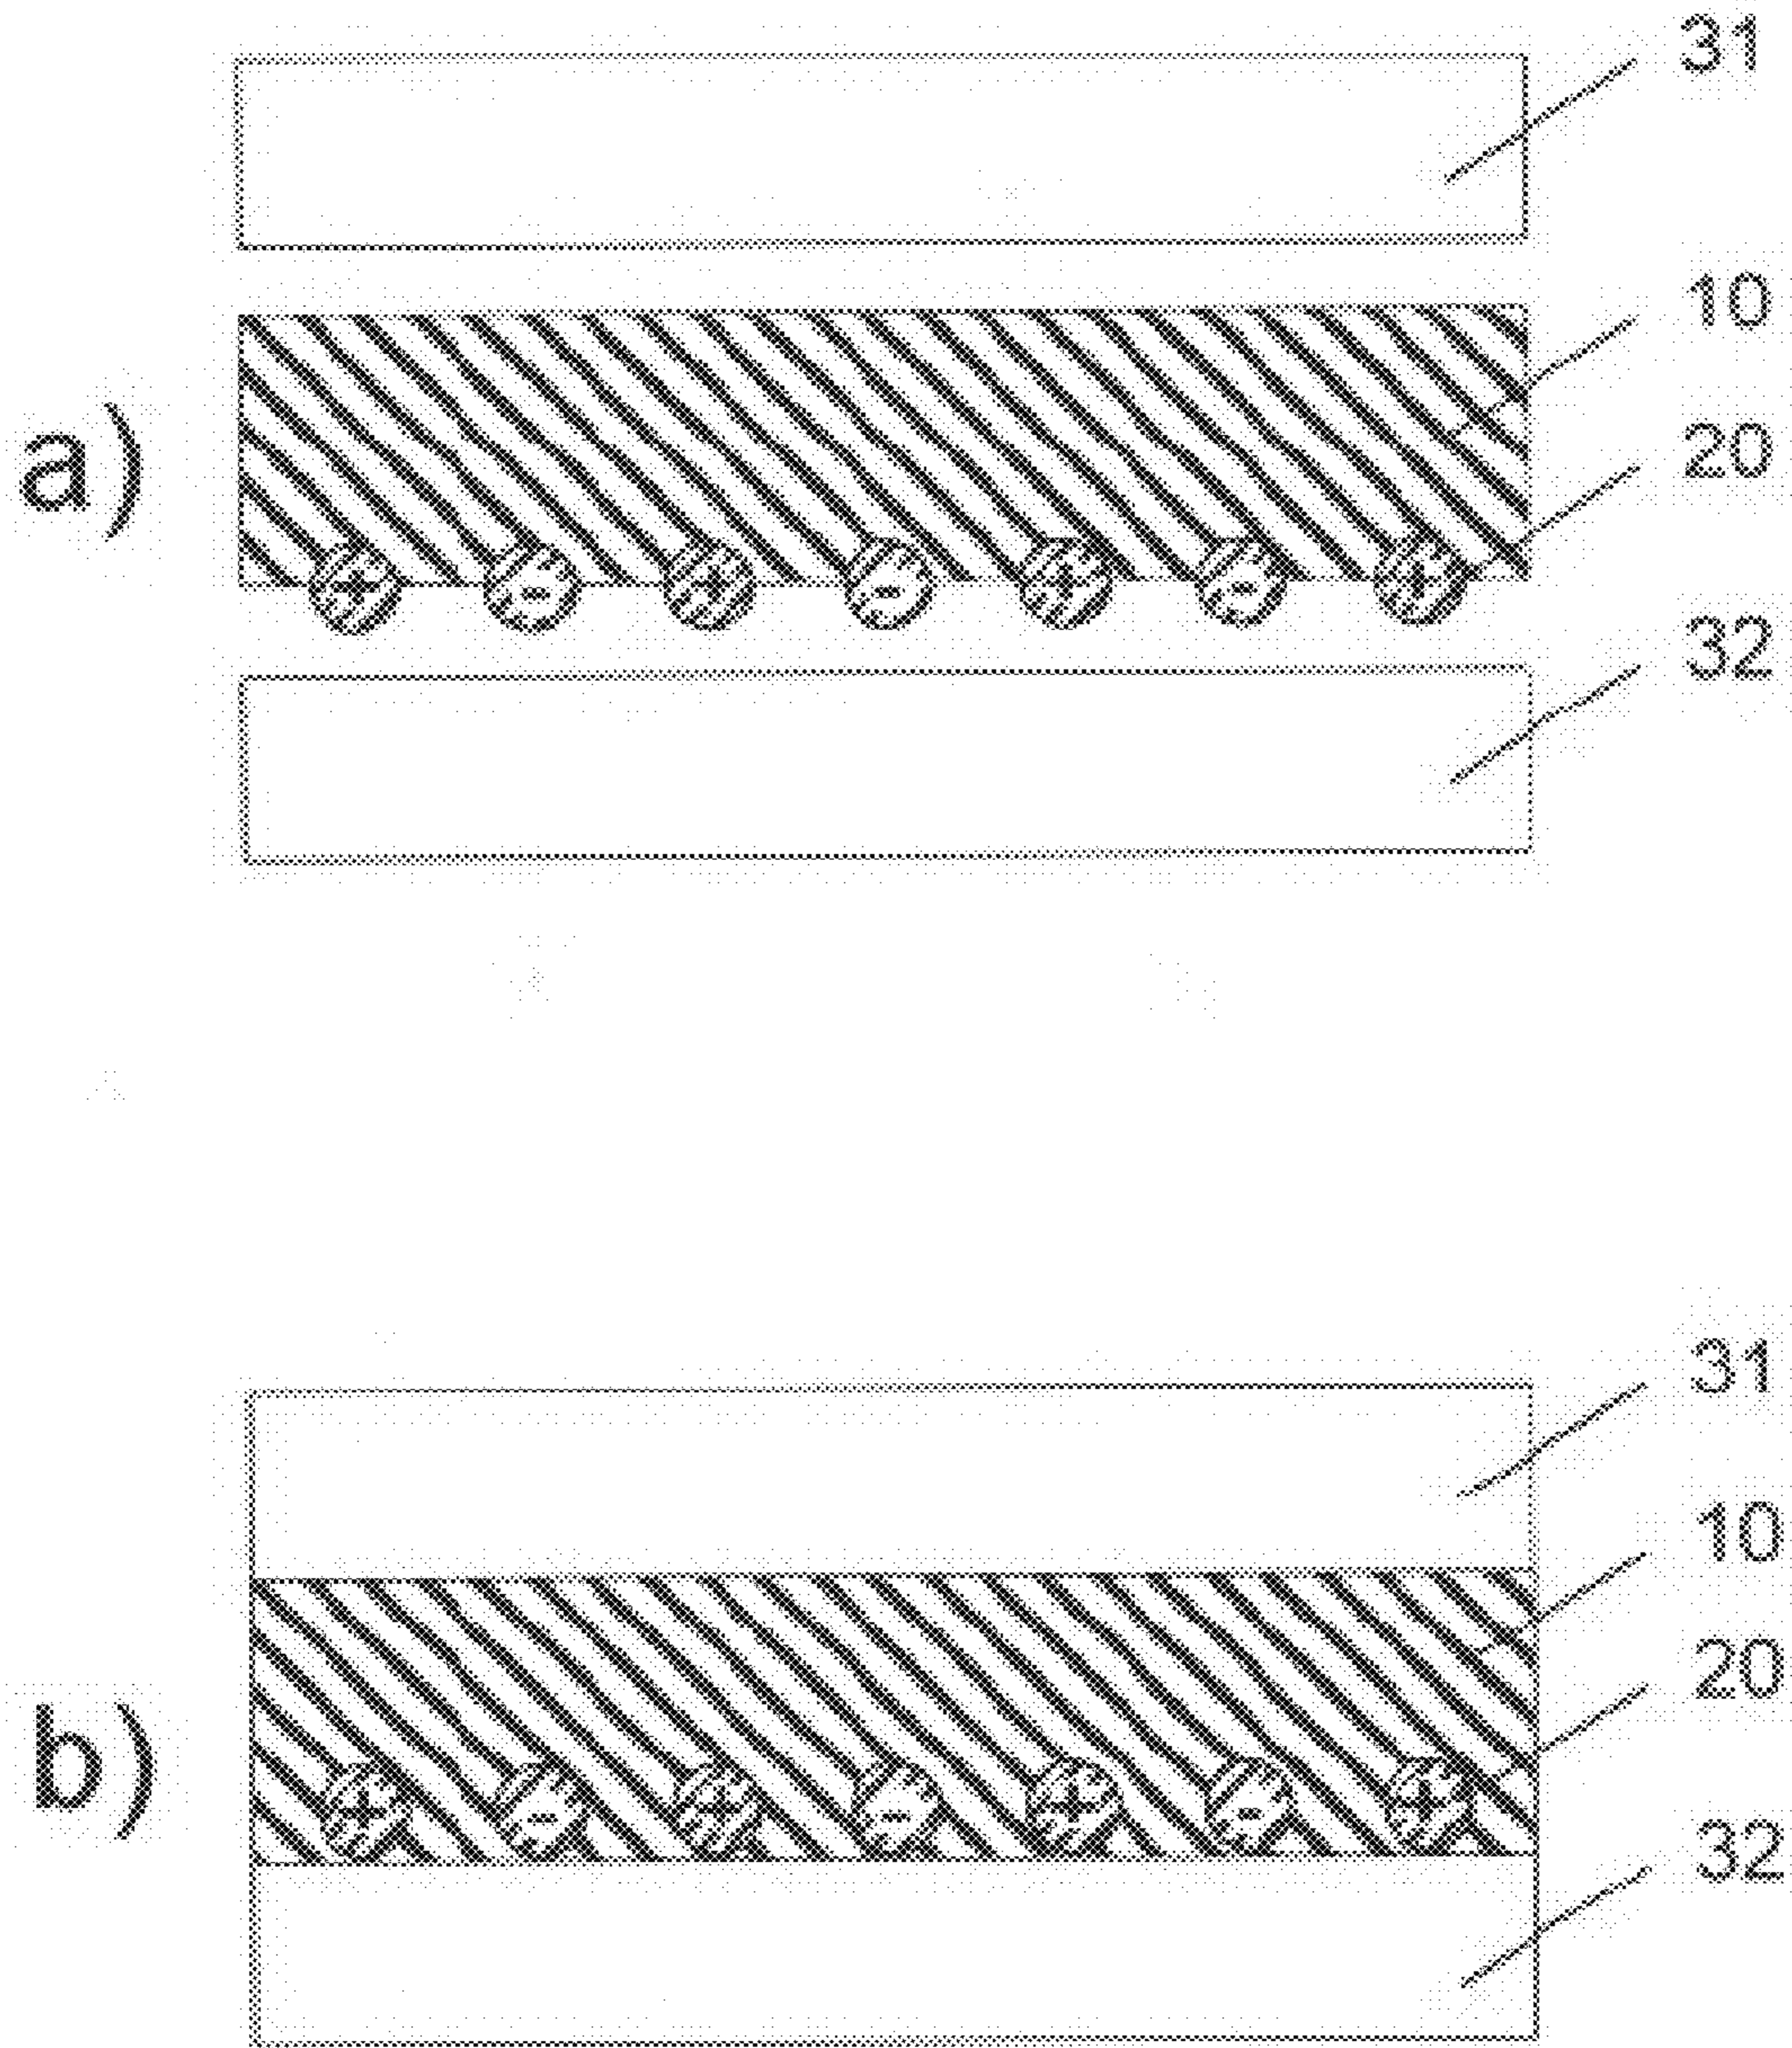 31
10
a)
20
+ - + - + - +
32
31
10
20
b)
+ - + - + - +
32